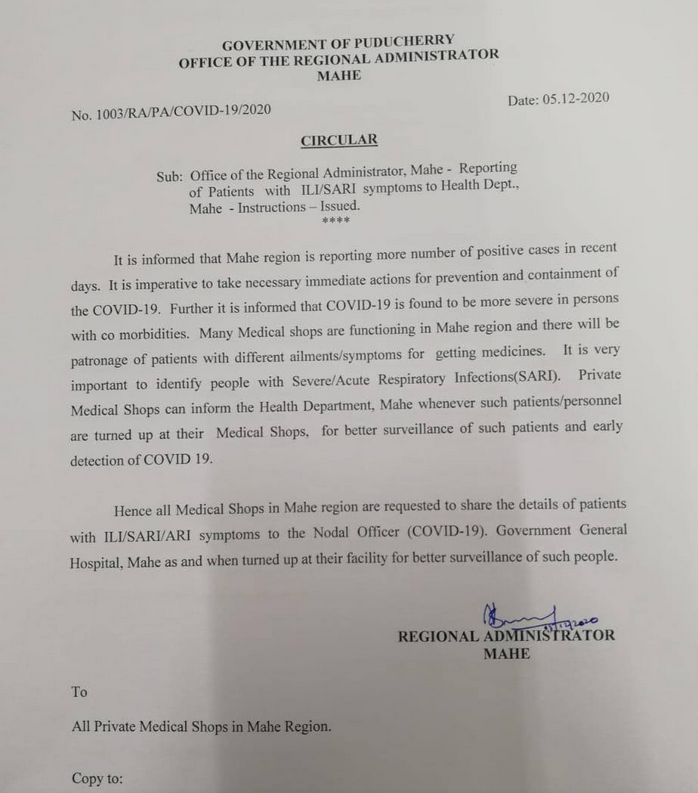 GOVERNMENT OF PUDUCHERRY
OFFICE OF THE REGIONAL ADMINISTRATOR
MAHE
No. 1003/RA/PA/COVID-19/2020
Date: 05.12-2020
CIRCULAR
Sub: Office of the Regional Administrator, Mahe - Reporting
of Patients with ILI/SARI symptoms to Health Dept.,
Mahe - Instructions – Issued.
****
It is informed that Mahe region is reporting more number of positive cases in recent
days. It is imperative to take necessary immediate actions for prevention and containment of
the COVID-19. Further it is informed that COVID-19 is found to be more severe in persons
with co morbidities. Many Medical shops are functioning in Mahe region and there will be
patronage of patients with different ailments/symptoms for getting medicines. It is very
important to identify people with Severe/Acute Respiratory Infections(SARI). Private
Medical Shops can inform the Health Department, Mahe whenever such patients/personnel
are turned up at their Medical Shops, for better surveillance of such patients and early
detection of COVID 19.
Hence all Medical Shops in Mahe region are requested to share the details of patients
with ILI/SARI/ARI symptoms to the Nodal Officer (COVID-19). Government General
Hospital, Mahe as and when turned up at their facility for better surveillance of such people.
REGIONAL ADMINISTRATOR
MAHE
To
All Private Medical Shops in Mahe Region.
Copy to: